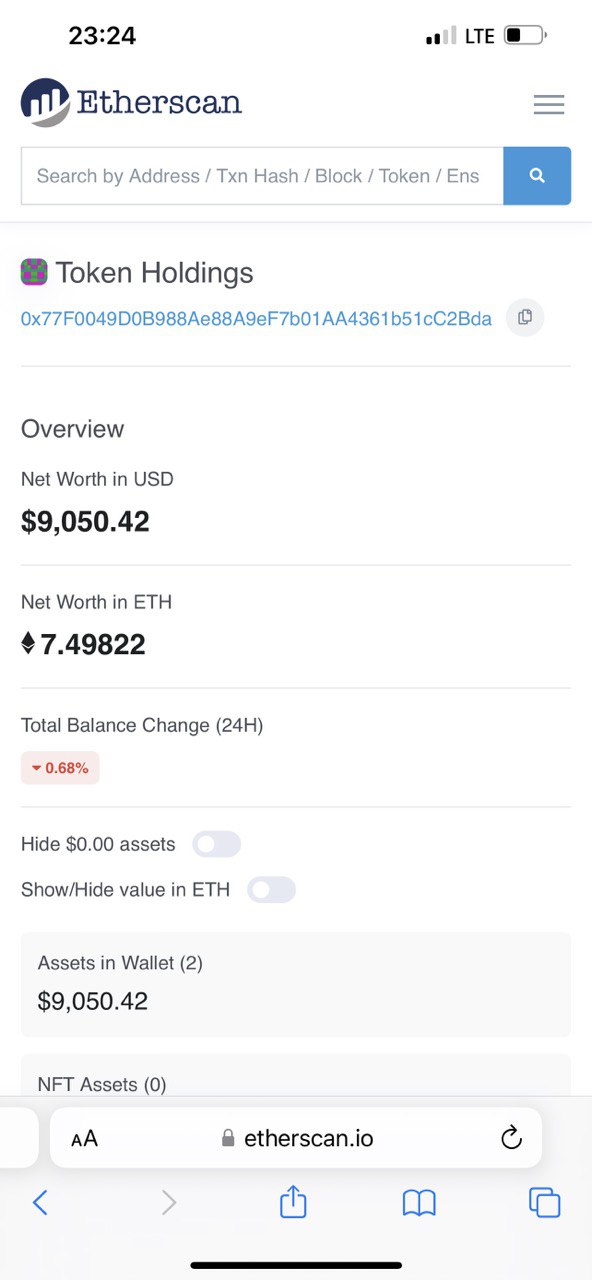 23:24
LTE
Etherscan
Search by Address / Txn Hash / Block / Token / Ens
Token Holdings
0x77F0049D0B988Ae88A9eF7b01AA4361b51cC2Bda
Overview
Net Worth in USD
$9,050.42
Net Worth in ETH
7.49822
Total Balance Change (24H)
0.68%
Hide $0.00 assets
Show/Hide value in ETH
Assets in Wallet (2)
$9,050.42
NFT Assets (0)
AA
etherscan.io